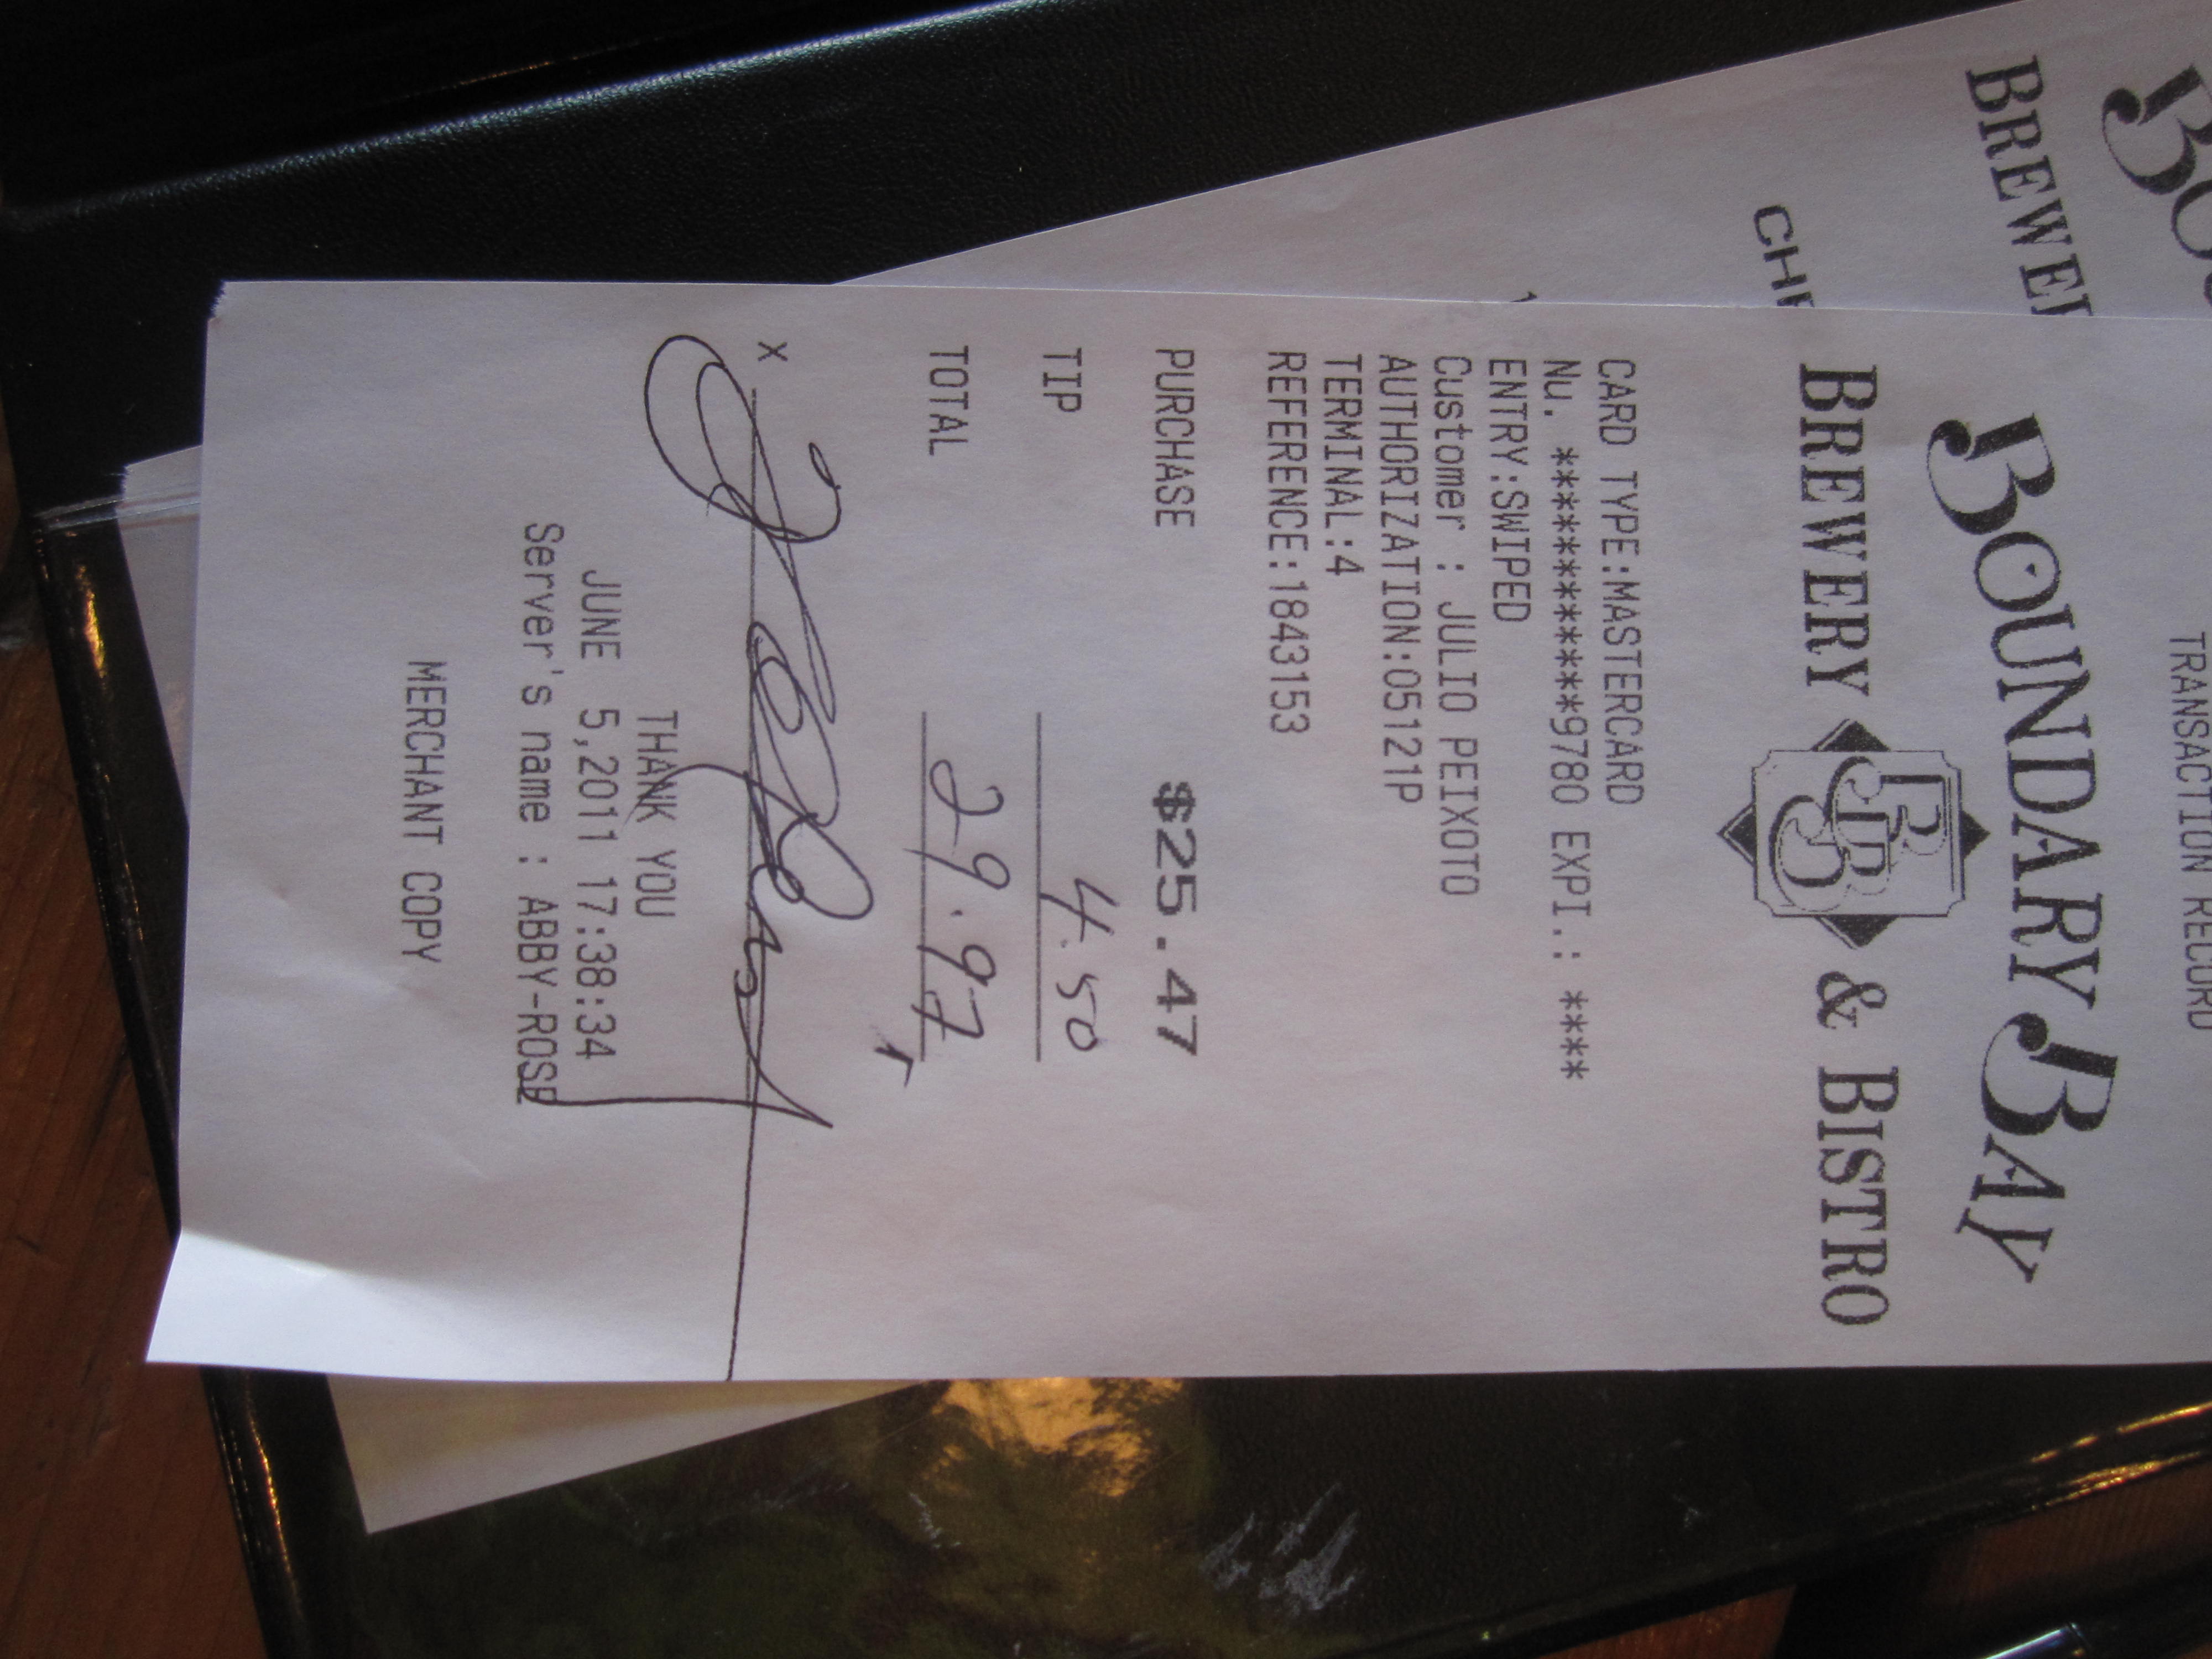 TRANSACTION RECORD
BOUNDARY BAY
BREWERY & BISTRO
CARD TYPE:MASTERCARD
Nu. ************9780 EXPI.: ****
ENTRY:SWIPED
Customer : JULIO PEIXOTO
AUTHORIZATION:05121P
TERMINAL:4
REFERENCE:1843153
PURCHASE $25.47
TIP 4.50
TOTAL 29.97
x
THANK YOU
JUNE 5,2011 17:38:34
Server's name : ABBY-ROSE
MERCHANT COPY